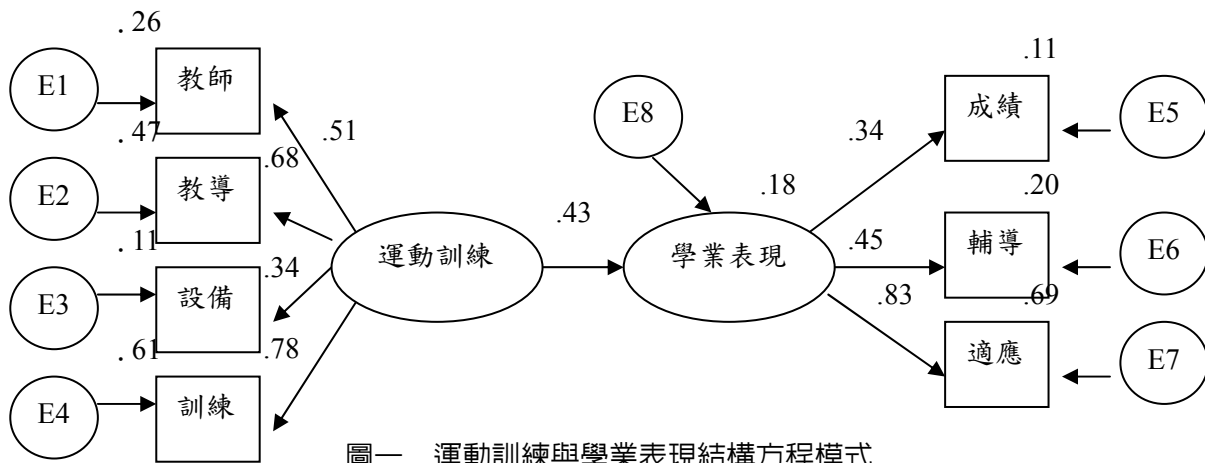 .26
.11
E1
教師
成績
E5
E8
.51
.34
.47
.68
E2
教導
.18
.20
.43
.45
輔導
E6
運動訓練
學業表現
.11
.34
.83
.69
E3
設備
.61
.78
適應
E7
E4
訓練
圖一 運動訓練與學業表現結構方程模式